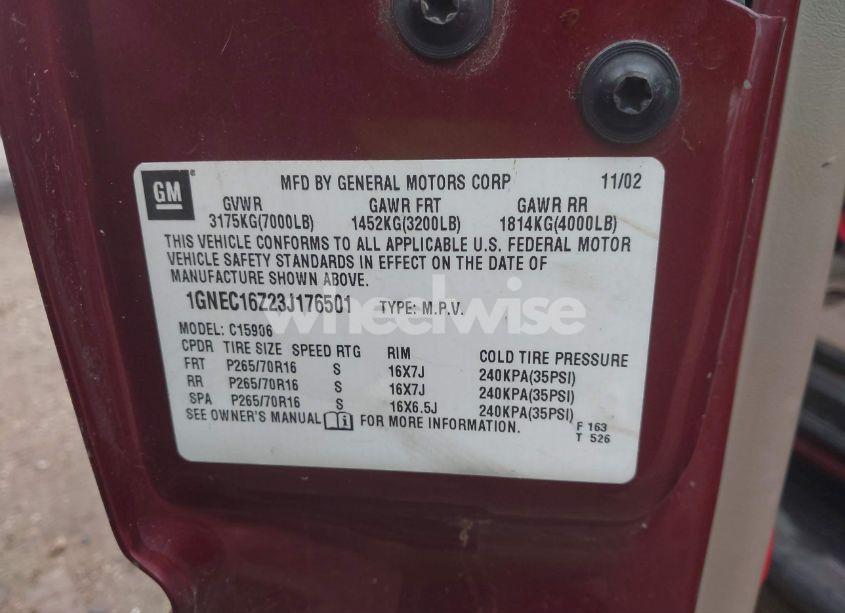 GM
MFD BY GENERAL MOTORS CORP 11/02
GVWR GAWR FRT GAWR RR
3175KG(7000LB) 1452KG(3200LB) 1814KG(4000LB)
THIS VEHICLE CONFORMS TO ALL APPLICABLE U.S. FEDERAL MOTOR
VEHICLE SAFETY STANDARDS IN EFFECT ON THE DATE OF
MANUFACTURE SHOWN ABOVE.
1GNEC16Z23J176501 TYPE: M.P.V.
wheelwise
MODEL: C15906
CPDR TIRE SIZE SPEED RTG RIM COLD TIRE PRESSURE
FRT P265/70R16 S 16X7J 240KPA(35PSI)
RR P265/70R16 S 16X7J 240KPA(35PSI)
SPA P265/70R16 S 16X6.5J 240KPA(35PSI)
SEE OWNER'S MANUAL FOR MORE INFORMATION.
F 163
T 526